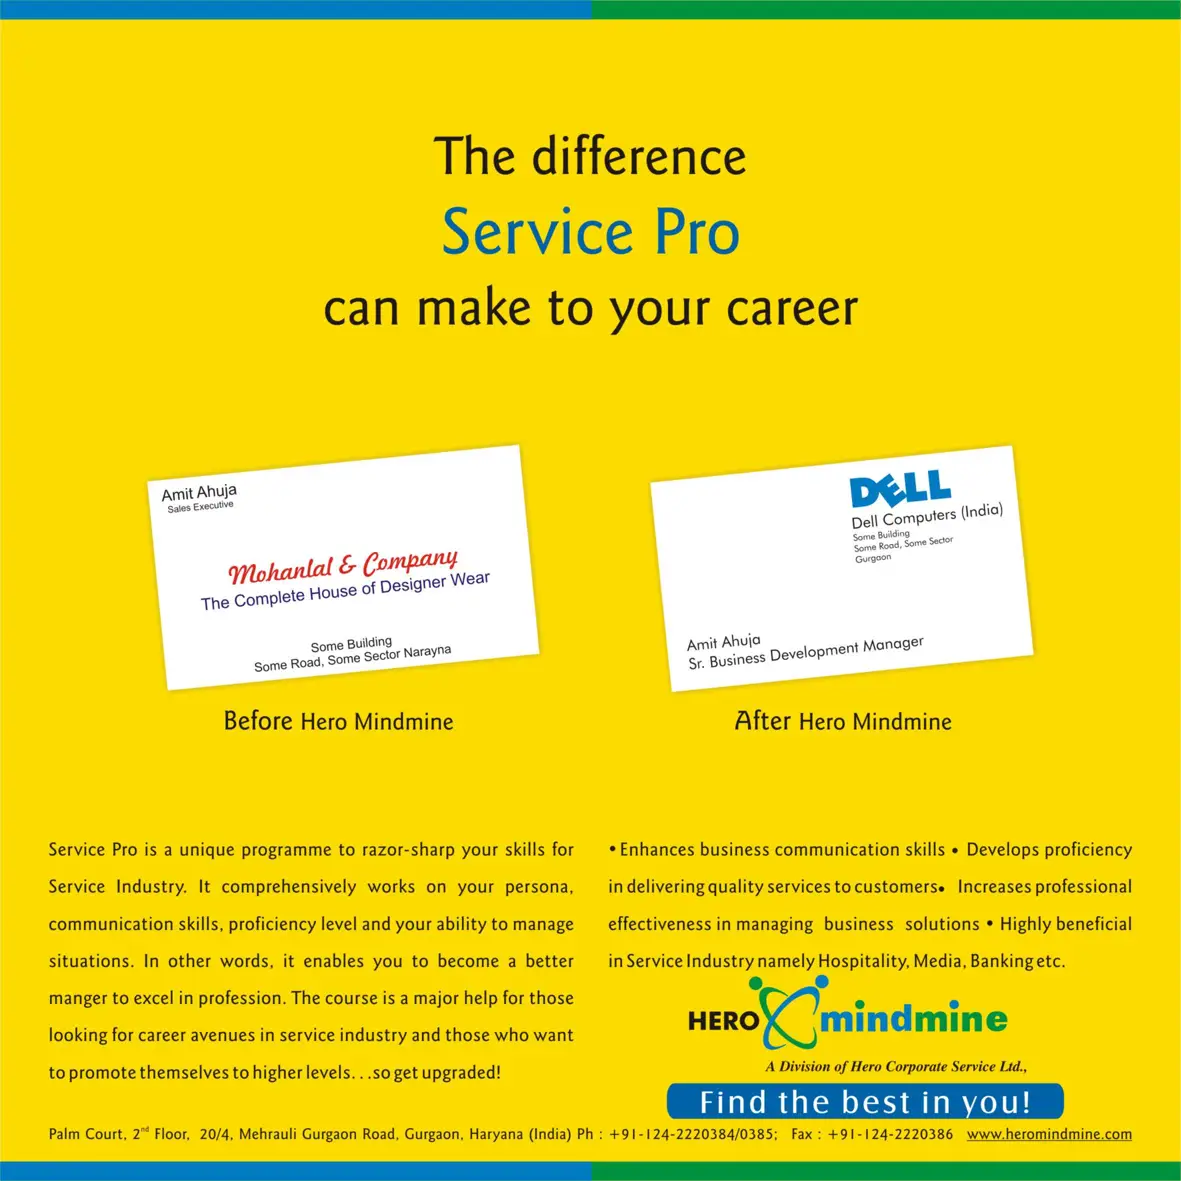 The difference
Service Pro
can make to your career
Amit Ahuja
Sales Executive
Mohanlal & Company
The Complete House of Designer Wear
Some Building
Some Road, Some Sector Narayna
Before Hero Mindmine
DELL
Dell Computers (India)
Some Building
Some Road, Some Sector
Gurgaon
Amit Ahuja
Sr. Business Development Manager
After Hero Mindmine
Service Pro is a unique programme to razor-sharp your skills for
Service Industry. It comprehensively works on your persona,
communication skills, proficiency level and your ability to manage
situations. In other words, it enables you to become a better
manger to excel in profession. The course is a major help for those
looking for career avenues in service industry and those who want
to promote themselves to higher levels. . .so get upgraded!
• Enhances business communication skills • Develops proficiency
in delivering quality services to customers• Increases professional
effectiveness in managing business solutions • Highly beneficial
in Service Industry namely Hospitality, Media, Banking etc.
HERO mindmine
A Division of Hero Corporate Service Ltd.,
Find the best in you!
Palm Court, 2nd Floor, 20/4, Mehrauli Gurgaon Road, Gurgaon, Haryana (India) Ph : +91-124-2220384/0385; Fax : +91-124-2220386 www.heromindmine.com